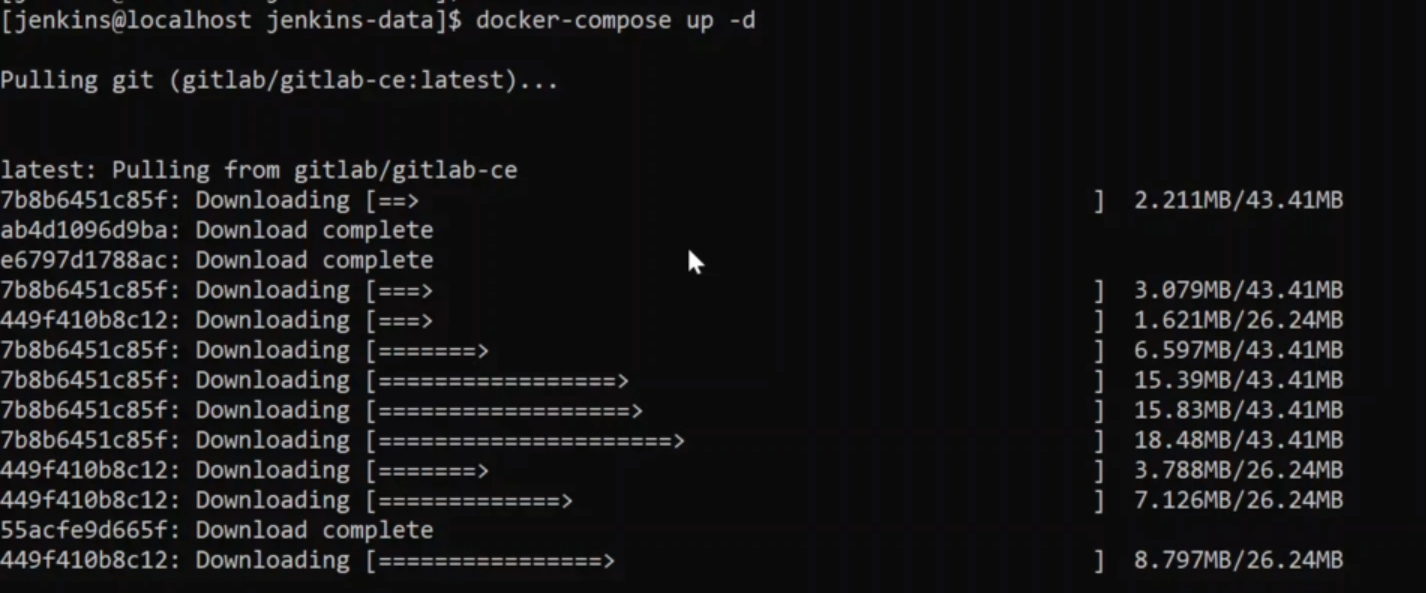 [jenkins@localhost jenkins-data]$ docker-compose up -d
Pulling git (gitlab/gitlab-ce:latest)...
latest: Pulling from gitlab/gitlab-ce
7b8b6451c85f: Downloading [==>                                                ]  2.211MB/43.41MB
ab4d1096d9ba: Download complete
e6797d1788ac: Download complete
7b8b6451c85f: Downloading [===>                                               ]  3.079MB/43.41MB
449f410b8c12: Downloading [===>                                               ]  1.621MB/26.24MB
7b8b6451c85f: Downloading [=======>                                           ]  6.597MB/43.41MB
7b8b6451c85f: Downloading [=================>                                 ]  15.39MB/43.41MB
7b8b6451c85f: Downloading [==================>                                ]  15.83MB/43.41MB
7b8b6451c85f: Downloading [=====================>                             ]  18.48MB/43.41MB
449f410b8c12: Downloading [=======>                                           ]  3.788MB/26.24MB
449f410b8c12: Downloading [=============>                                     ]  7.126MB/26.24MB
55acfe9d665f: Download complete
449f410b8c12: Downloading [================>                                  ]  8.797MB/26.24MB